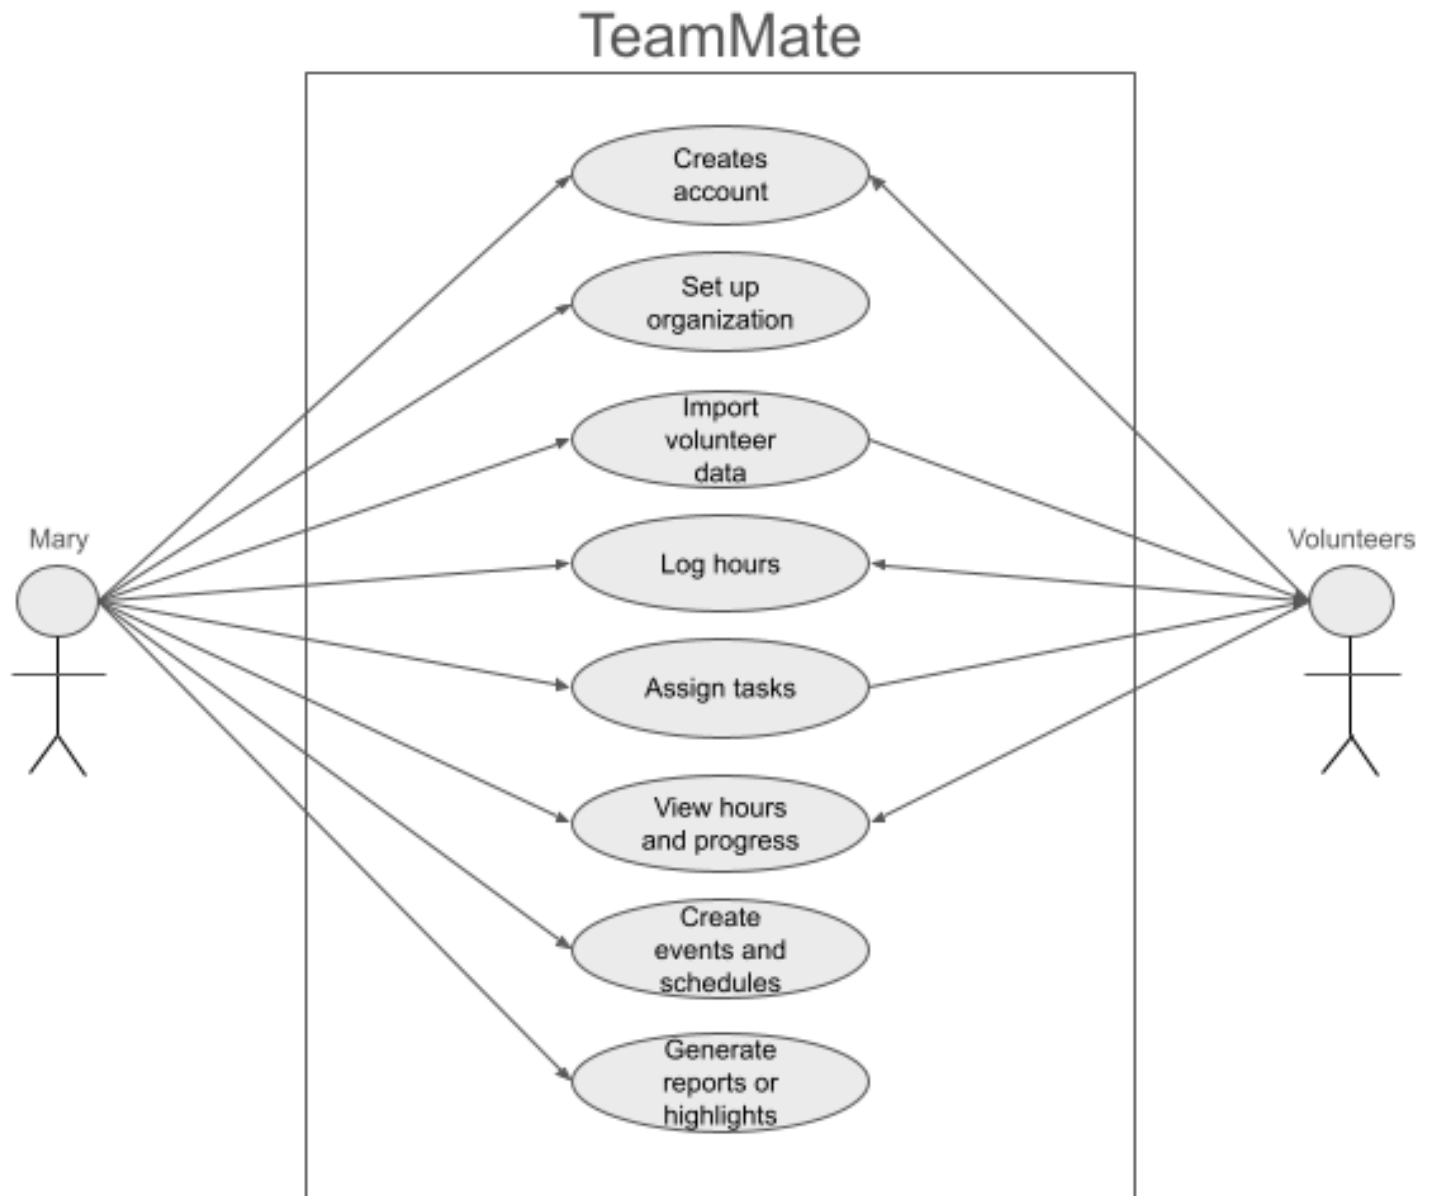 TeamMate
Creates
account
Set up
organization
Import
volunteer
data
Mary
Volunteers
Log hours
Assign tasks
View hours
and progress
Create
events and
schedules
Generate
reports or
highlights